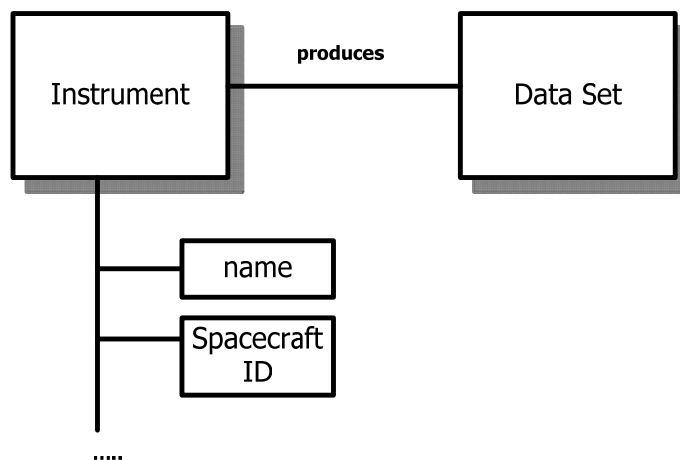 produces
Instrument
Data Set
name
Spacecraft
ID
.....